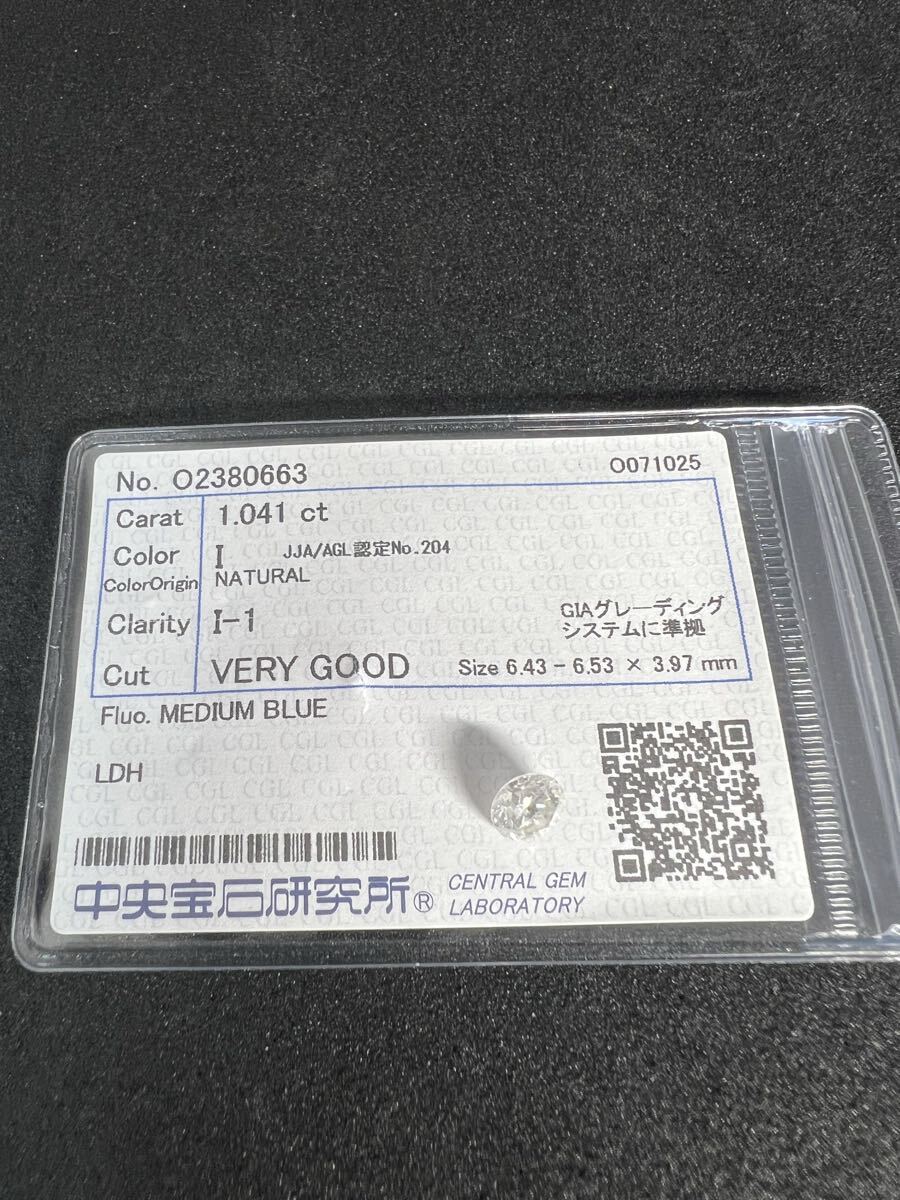 No. O2380663 O071025
Carat 1.041 ct
Color I JJA/AGL認定No.204
ColorOrigin NATURAL
Clarity I-1 GIAグレーディング
システムに準拠
Cut VERY GOOD Size 6.43 - 6.53 × 3.97 mm
Fluo. MEDIUM BLUE
LDH
中央宝石研究所® CENTRAL GEM
LABORATORY